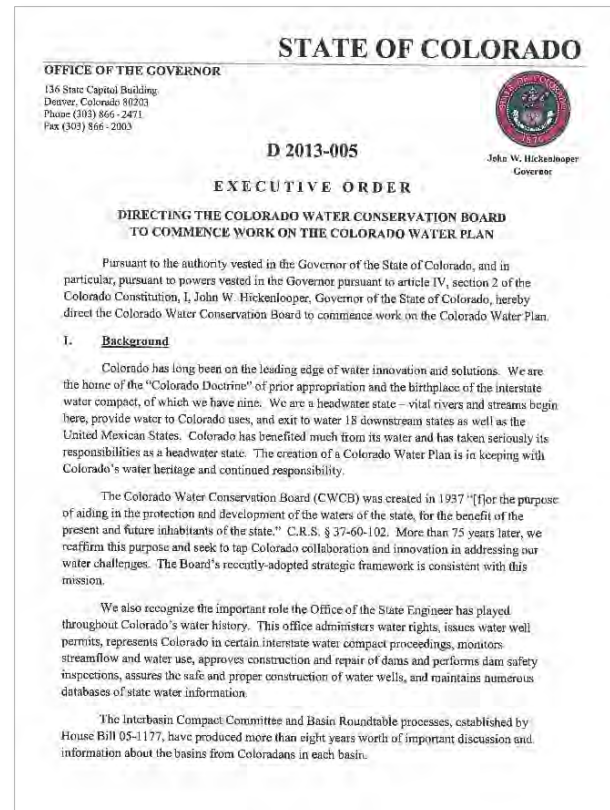 STATE OF COLORADO
OFFICE OF THE GOVERNOR
136 State Capitol Building
Denver, Colorado 80203
Phone (303) 866 - 2471
Fax (303) 866 - 2003
John W. Hickenlooper
Governor
D 2013-005
EXECUTIVE ORDER
DIRECTING THE COLORADO WATER CONSERVATION BOARD
TO COMMENCE WORK ON THE COLORADO WATER PLAN
Pursuant to the authority vested in the Governor of the State of Colorado, and in
particular, pursuant to powers vested in the Governor pursuant to article IV, section 2 of the
Colorado Constitution, I, John W. Hickenlooper, Governor of the State of Colorado, hereby
direct the Colorado Water Conservation Board to commence work on the Colorado Water Plan.
I. Background
Colorado has long been on the leading edge of water innovation and solutions. We are
the home of the "Colorado Doctrine" of prior appropriation and the birthplace of the interstate
water compact, of which we have nine. We are a headwater state – vital rivers and streams begin
here, provide water to Colorado uses, and exit to water 18 downstream states as well as the
United Mexican States. Colorado has benefited much from its water and has taken seriously its
responsibilities as a headwater state. The creation of a Colorado Water Plan is in keeping with
Colorado's water heritage and continued responsibility.
The Colorado Water Conservation Board (CWCB) was created in 1937 "[f]or the purpose
of aiding in the protection and development of the waters of the state, for the benefit of the
present and future inhabitants of the state." C.R.S. § 37-60-102. More than 75 years later, we
reaffirm this purpose and seek to tap Colorado collaboration and innovation in addressing our
water challenges. The Board's recently-adopted strategic framework is consistent with this
mission.
We also recognize the important role the Office of the State Engineer has played
throughout Colorado's water history. This office administers water rights, issues water well
permits, represents Colorado in certain interstate water compact proceedings, monitors
streamflow and water use, approves construction and repair of dams and performs dam safety
inspections, assures the safe and proper construction of water wells, and maintains numerous
databases of state water information.
The Interbasin Compact Committee and Basin Roundtable processes, established by
House Bill 05-1177, have produced more than eight years worth of important discussion and
information about the basins from Coloradans in each basin.